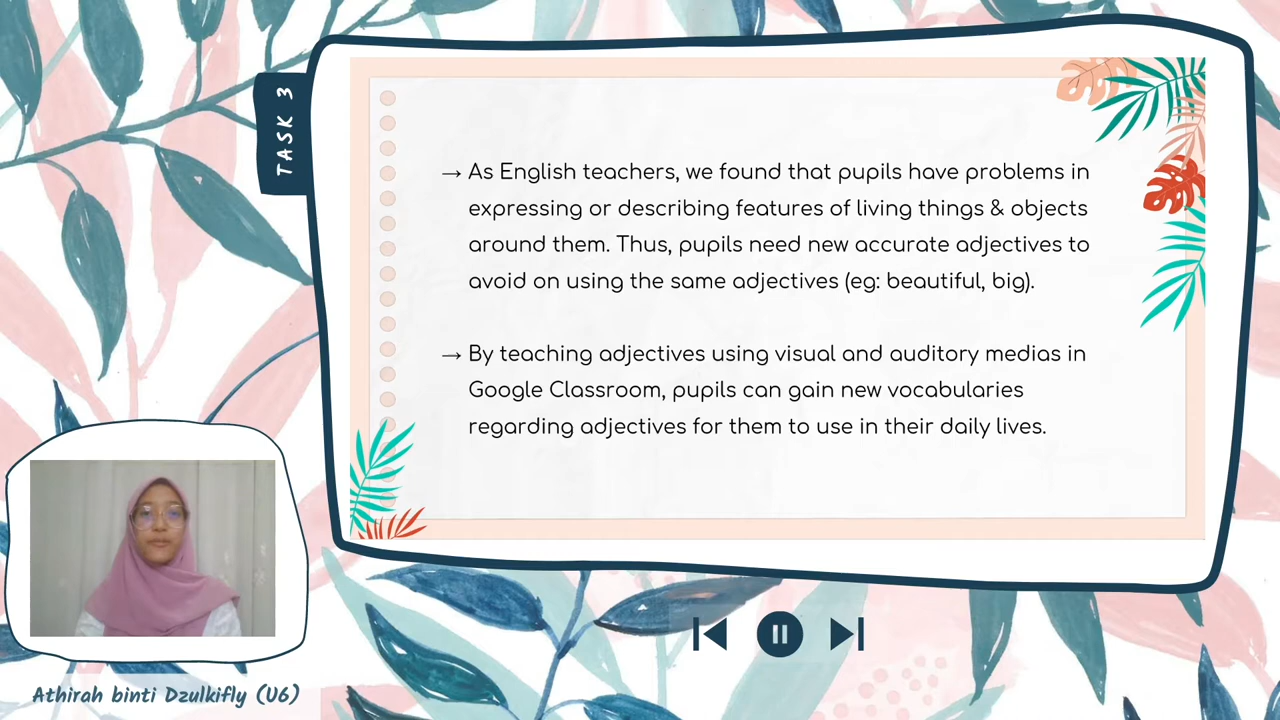 TASK 3
→ As English teachers, we found that pupils have problems in
expressing or describing features of living things & objects
around them. Thus, pupils need new accurate adjectives to
avoid on using the same adjectives (eg: beautiful, big).
→ By teaching adjectives using visual and auditory medias in
Google Classroom, pupils can gain new vocabularies
regarding adjectives for them to use in their daily lives.
Athirah binti Dzulkifly (U6)